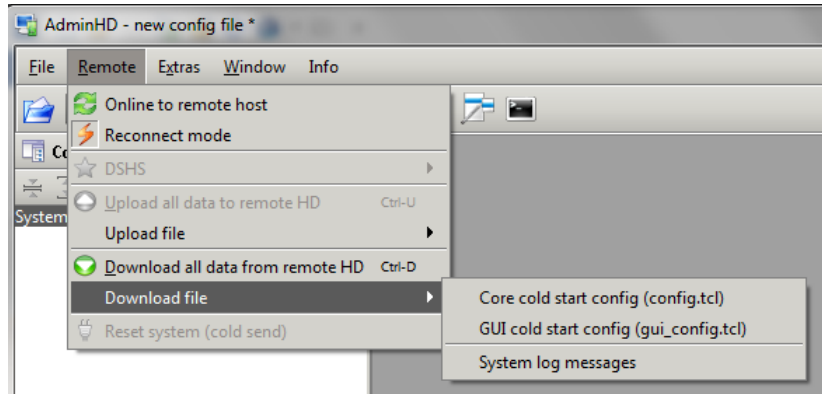 AdminHD - new config file *
File Remote Extras Window Info
Online to remote host
Reconnect mode
DSHS
Upload all data to remote HD Ctrl-U
System
Upload file
Download all data from remote HD Ctrl-D
Download file
Core cold start config (config.tcl)
Reset system (cold send)
GUI cold start config (gui_config.tcl)
System log messages